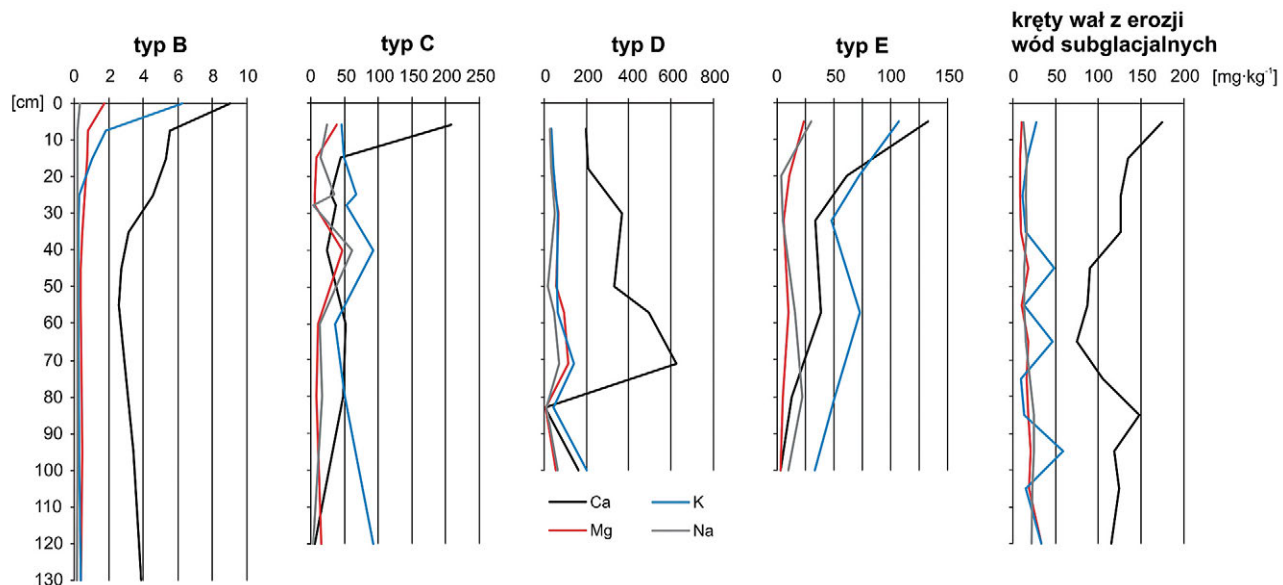 typ B
typ C
typ D
typ E
kręty wał z erozji
wód subglacjalnych
0 2 4 6 8 10
0 50 100 150 200 250
0 200 400 600 800
0 50 100 150
0 50 100 150 200 [mg·kg⁻¹]
[cm] 0
10
20
30
40
50
60
70
80
90
100
110
120
130
Ca
K
Mg
Na